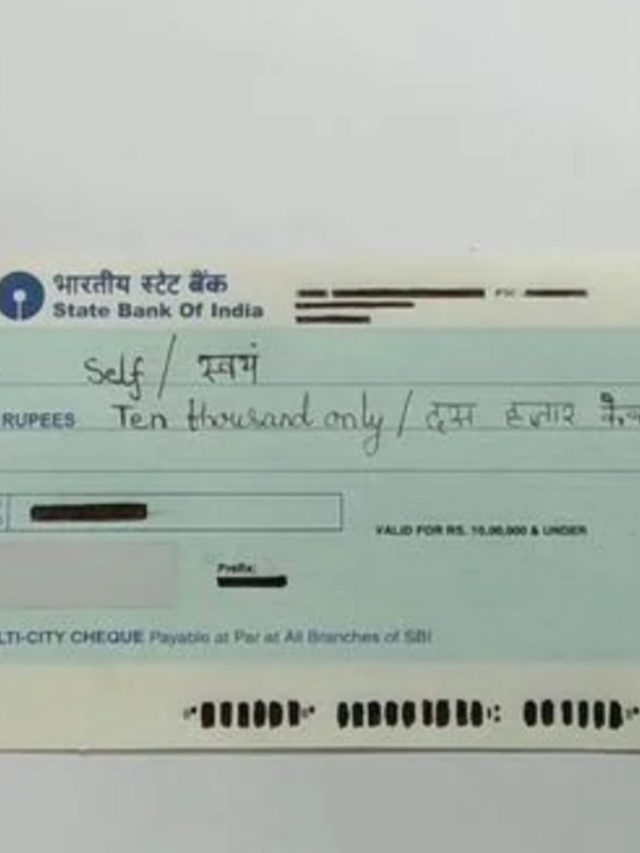 भारतीय स्टेट बैंक
State Bank Of India
Self / स्वयं
RUPEES Ten thousand only / दस हजार
VALID FOR RS. 10,00,000 & UNDER
Prefix:
LTI-CITY CHEQUE Payable at Par at All Branches of SBI